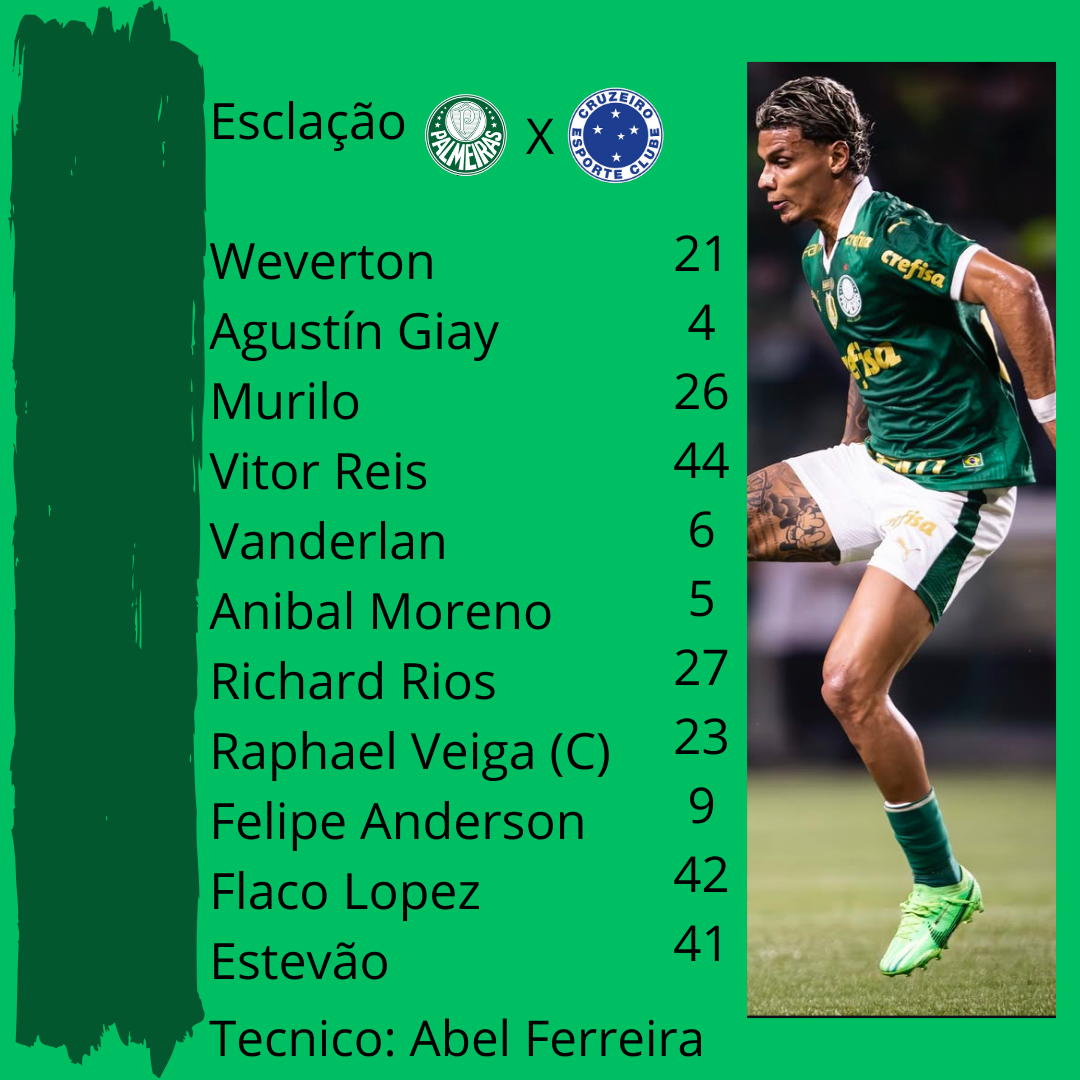 Esclação PALMEIRAS X CRUZEIRO ESPORTE CLUBE
Weverton 21
Agustín Giay 4
Murilo 26
Vitor Reis 44
Vanderlan 6
Anibal Moreno 5
Richard Rios 27
Raphael Veiga (C) 23
Felipe Anderson 9
Flaco Lopez 42
Estevão 41
Tecnico: Abel Ferreira
crefisa
crefisa